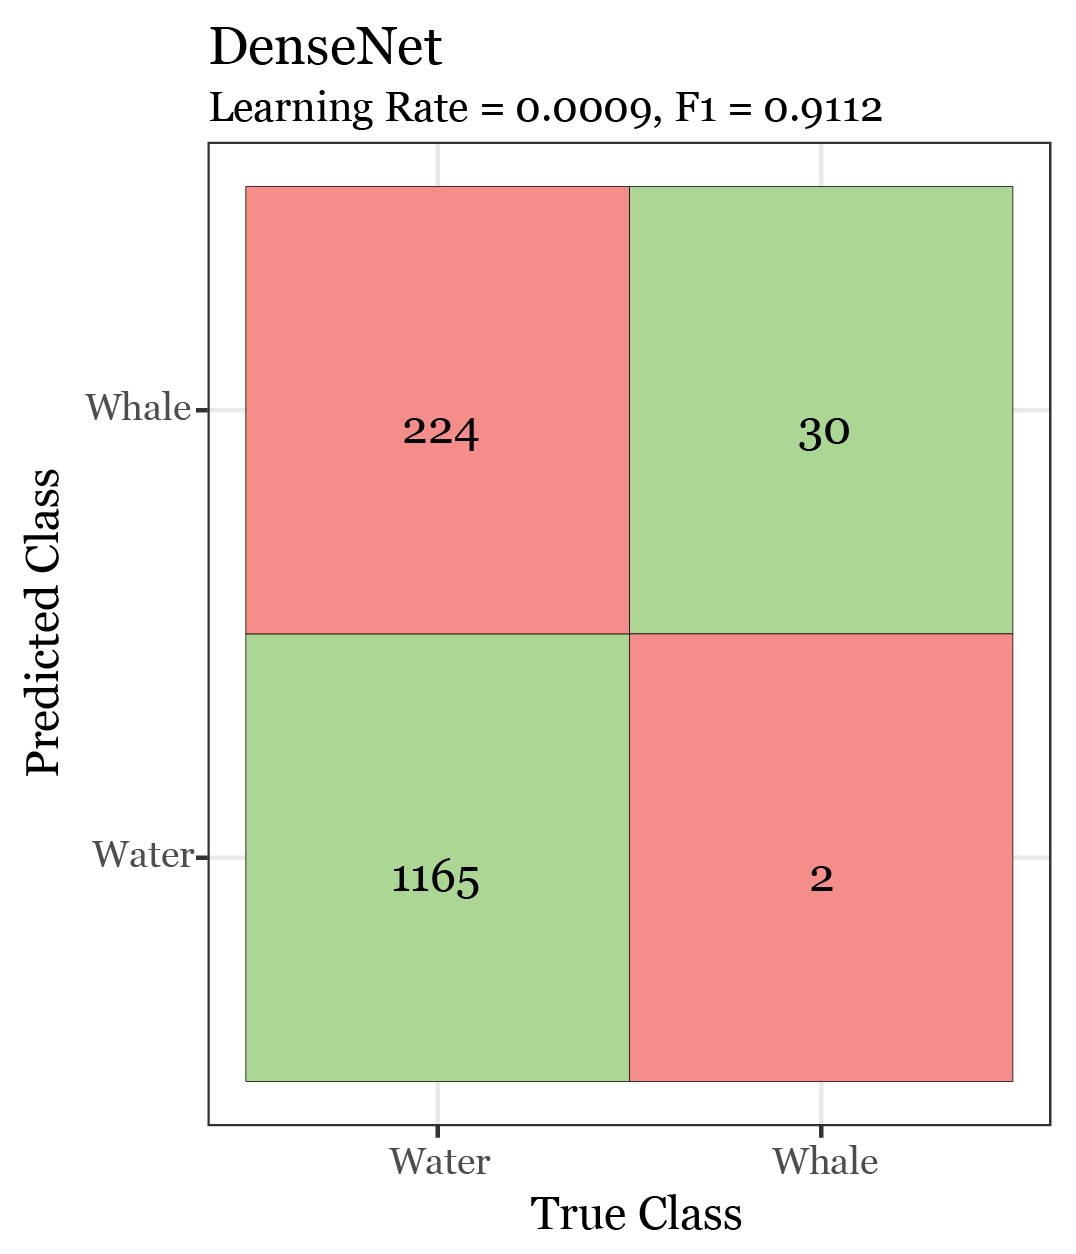 DenseNet
Learning Rate = 0.0009, F1 = 0.9112
Whale
224
30
Predicted Class
Water
1165
2
Water
Whale
True Class